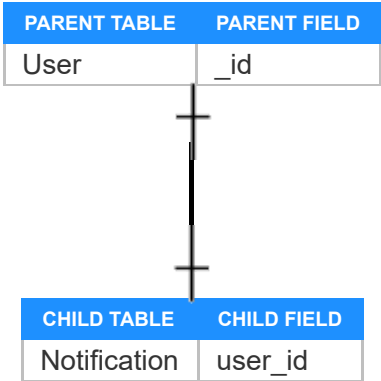 PARENT TABLE PARENT FIELD
User _id
CHILD TABLE CHILD FIELD
Notification user_id